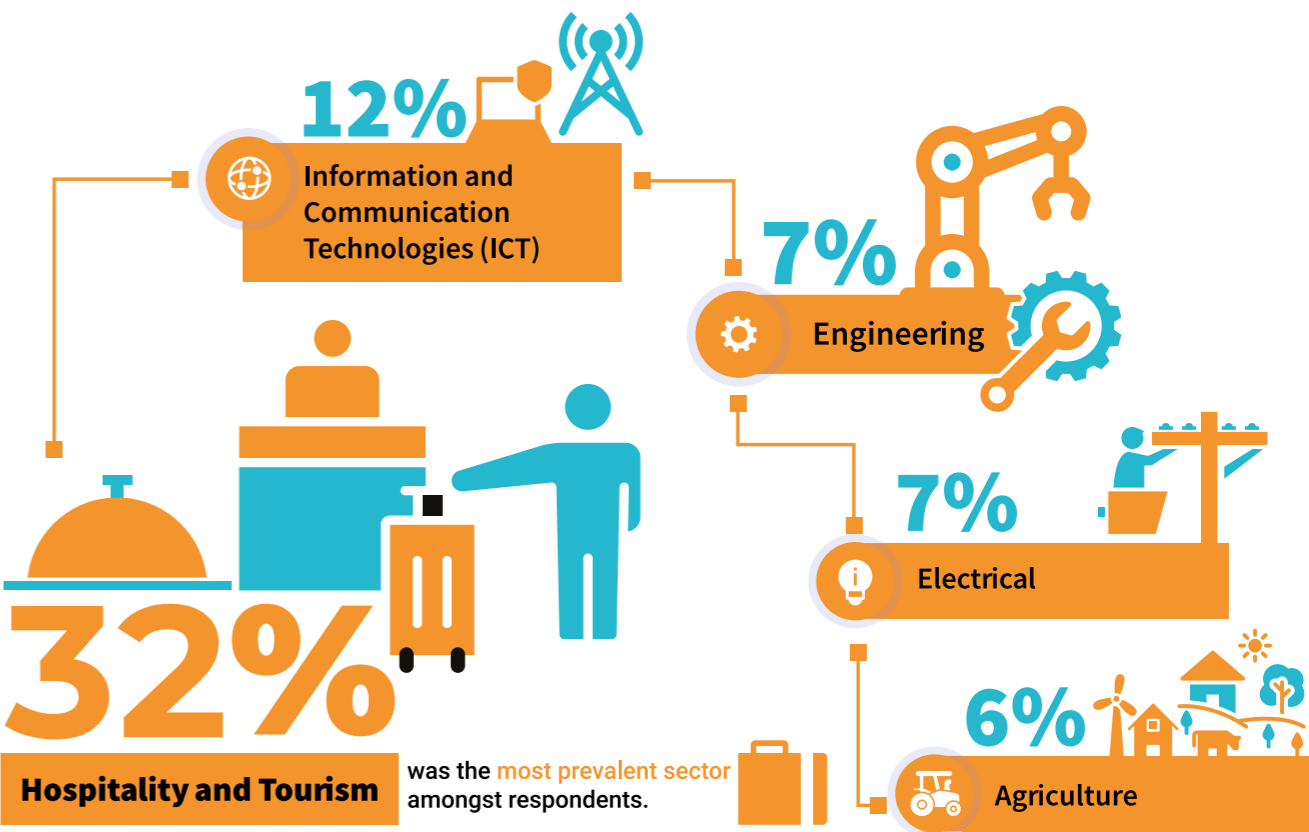 12%
Information and
Communication
Technologies (ICT)
7%
Engineering
7%
Electrical
6%
Agriculture
32%
Hospitality and Tourism
was the most prevalent sector
amongst respondents.